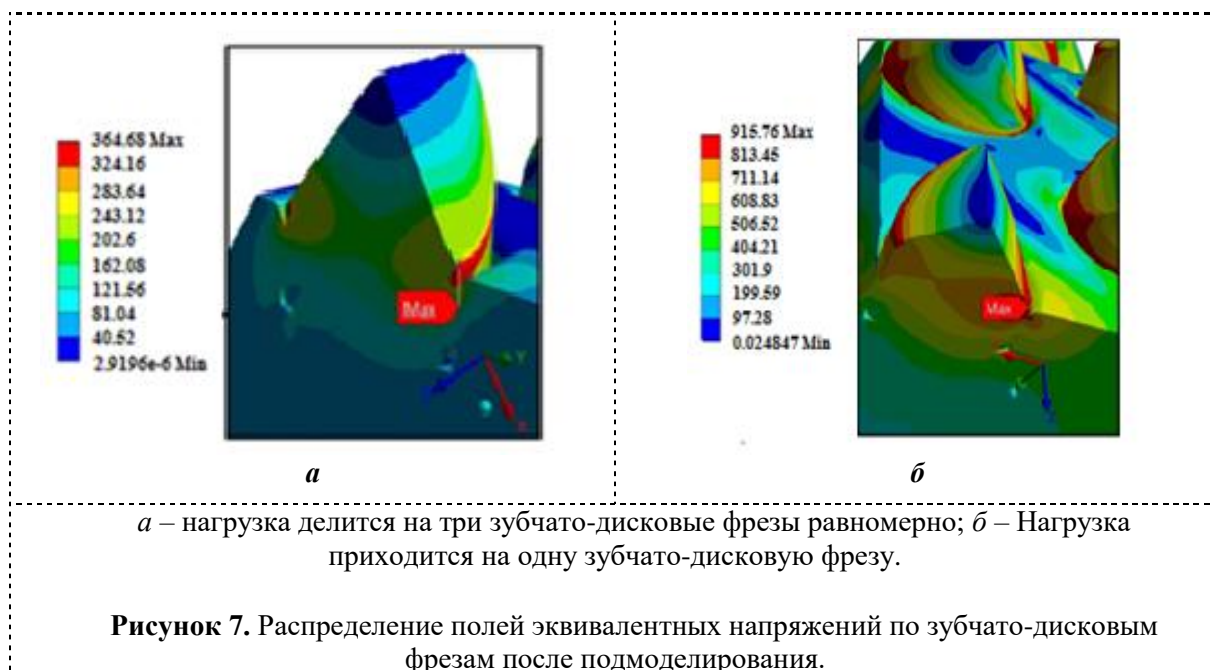 364.68 Max
324.16
283.64
243.12
202.6
162.08
121.56
81.04
40.52
2.9196e-6 Min
Max
Y
X
а
915.76 Max
813.45
711.14
608.83
506.52
404.21
301.9
199.59
97.28
0.024847 Min
Max
б
а – нагрузка делится на три зубчато-дисковые фрезы равномерно; б – Нагрузка
приходится на одну зубчато-дисковую фрезу.
Рисунок 7. Распределение полей эквивалентных напряжений по зубчато-дисковым
фрезам после подмоделирования.